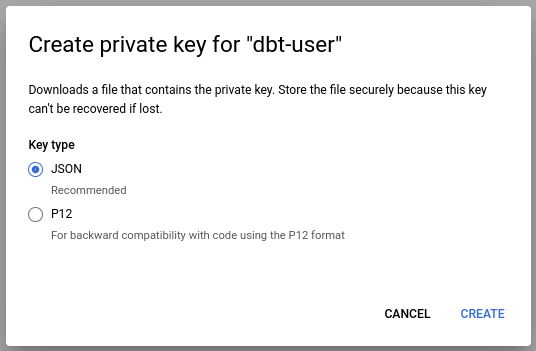 Create private key for "dbt-user"
Downloads a file that contains the private key. Store the file securely because this key
can't be recovered if lost.
Key type
JSON
Recommended
P12
For backward compatibility with code using the P12 format
CANCEL CREATE